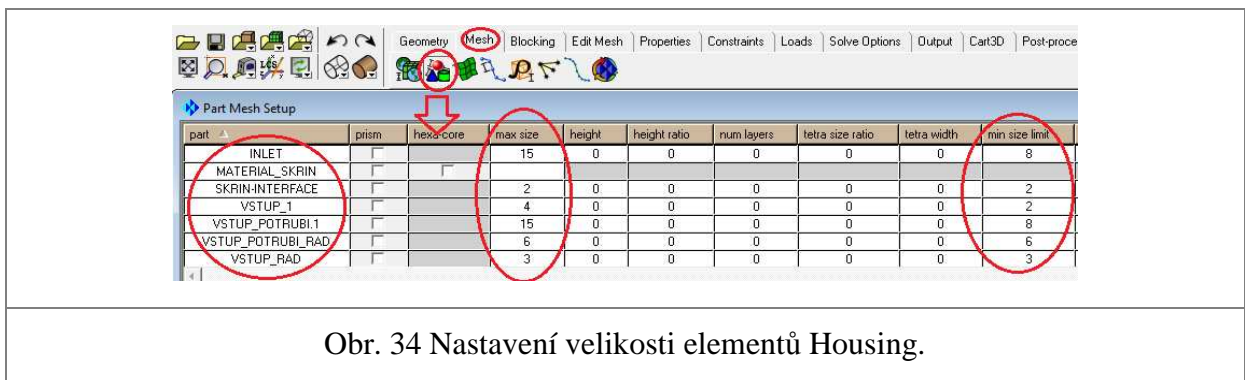 Geometry Mesh Blocking Edit Mesh Properties Constraints Loads Solve Options Output Cart3D Post-proce
Part Mesh Setup
part prism hexa-core max size height height ratio num layers tetra size ratio tetra width min size limit
INLET 15 0 0 0 0 0 8
MATERIAL_SKRIN
SKRIN-INTERFACE 2 0 0 0 0 0 2
VSTUP_1 4 0 0 0 0 0 2
VSTUP_POTRUBI.1 15 0 0 0 0 0 8
VSTUP_POTRUBI_RAD 6 0 0 0 0 0 6
VSTUP_RAD 3 0 0 0 0 0 3
Obr. 34 Nastavení velikosti elementů Housing.